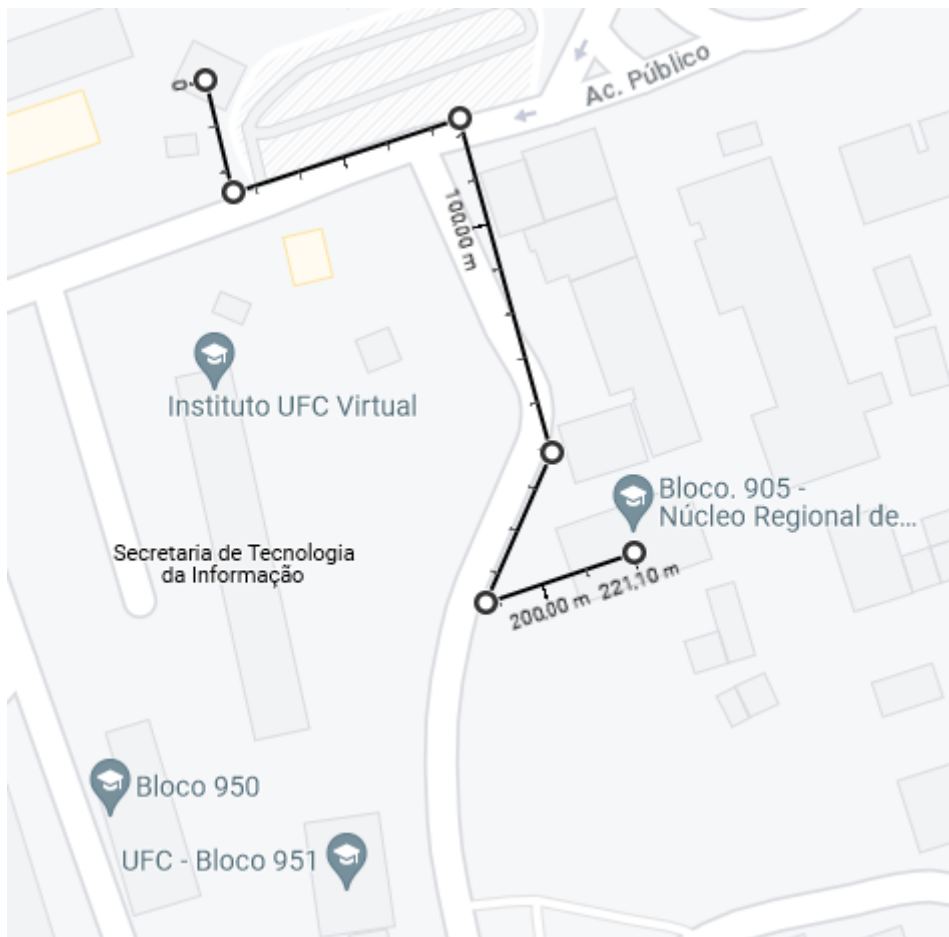 0
Ac. Público
100,00 m
Instituto UFC Virtual
Bloco. 905 -
Núcleo Regional de...
Secretaria de Tecnologia
da Informação
200,00 m
221,10 m
Bloco 950
UFC - Bloco 951